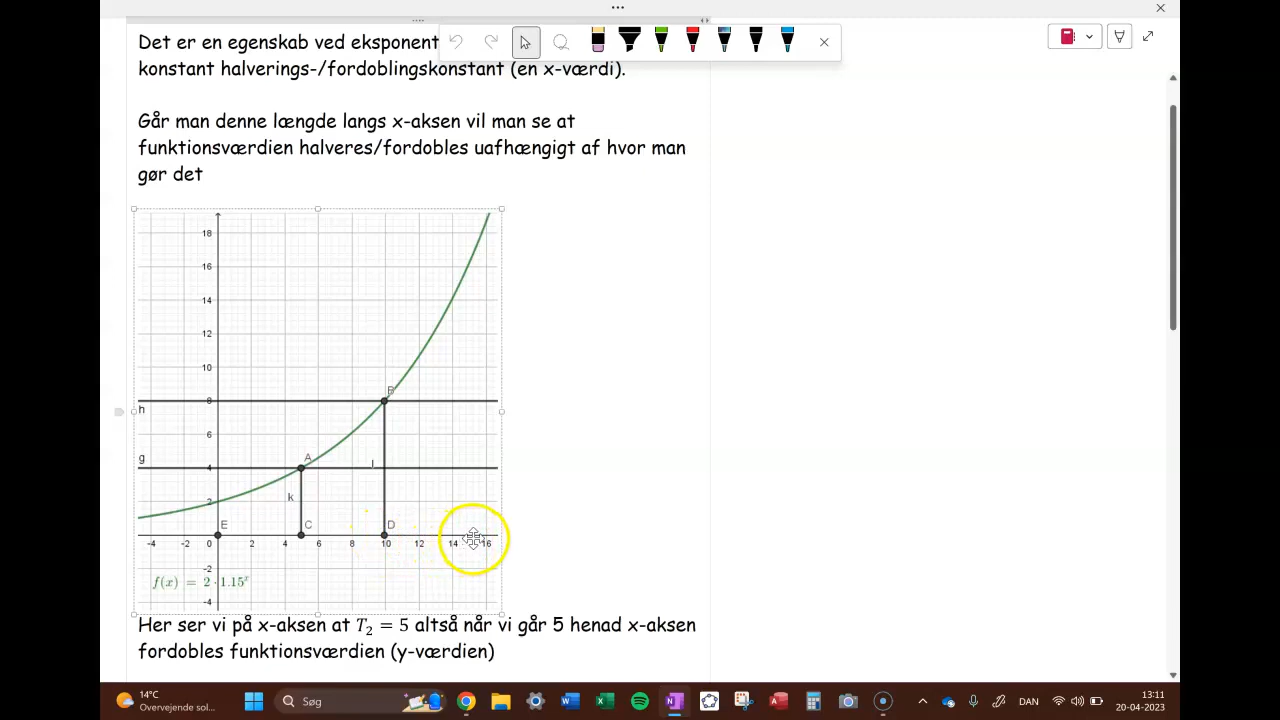 Det er en egenskab ved eksponent
konstant halverings-/fordoblingskonstant (en x-værdi).
Går man denne længde langs x-aksen vil man se at
funktionsværdien halveres/fordobles uafhængigt af hvor man
gør det
18
16
14
12
10
8
h
B
6
g
A
4
l
k
2
E
C
D
-4 -2 0 2 4 6 8 10 12 14 16
-2
f(x) = 2 · 1.15^x
-4
Her ser vi på x-aksen at T₂ = 5 altså når vi går 5 henad x-aksen
fordobles funktionsværdien (y-værdien)
14°C
Overvejende sol...
Søg
DAN
13:11
20-04-2023